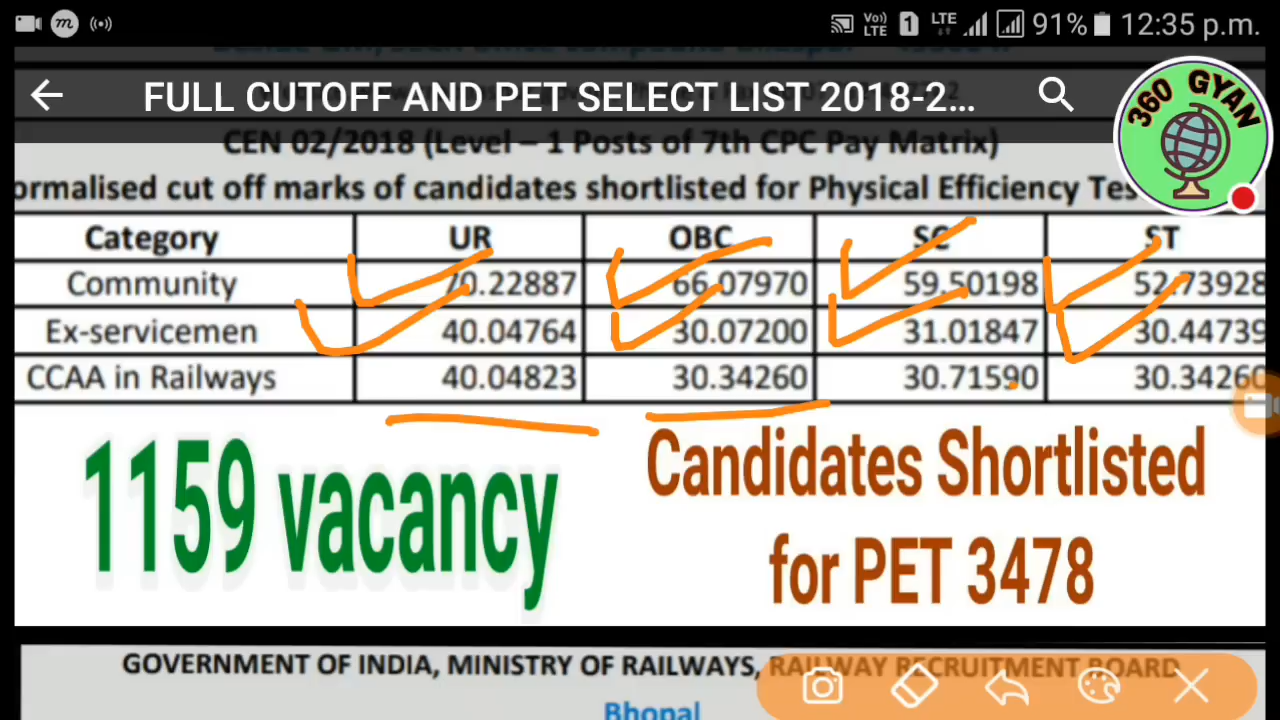 Vo)) LTE 1 LTE 91% 12:35 p.m.
FULL CUTOFF AND PET SELECT LIST 2018-2...
360 GYAN
CEN 02/2018 (Level – 1 Posts of 7th CPC Pay Matrix)
ormalised cut off marks of candidates shortlisted for Physical Efficiency Tes
Category UR OBC SC ST
Community 70.22887 66.07970 59.50198 52.73928
Ex-servicemen 40.04764 30.07200 31.01847 30.44739
CCAA in Railways 40.04823 30.34260 30.71590 30.34260
1159 vacancy
Candidates Shortlisted
for PET 3478
GOVERNMENT OF INDIA, MINISTRY OF RAILWAYS, RAILWAY RECRUITMENT BOARD
Bhopal